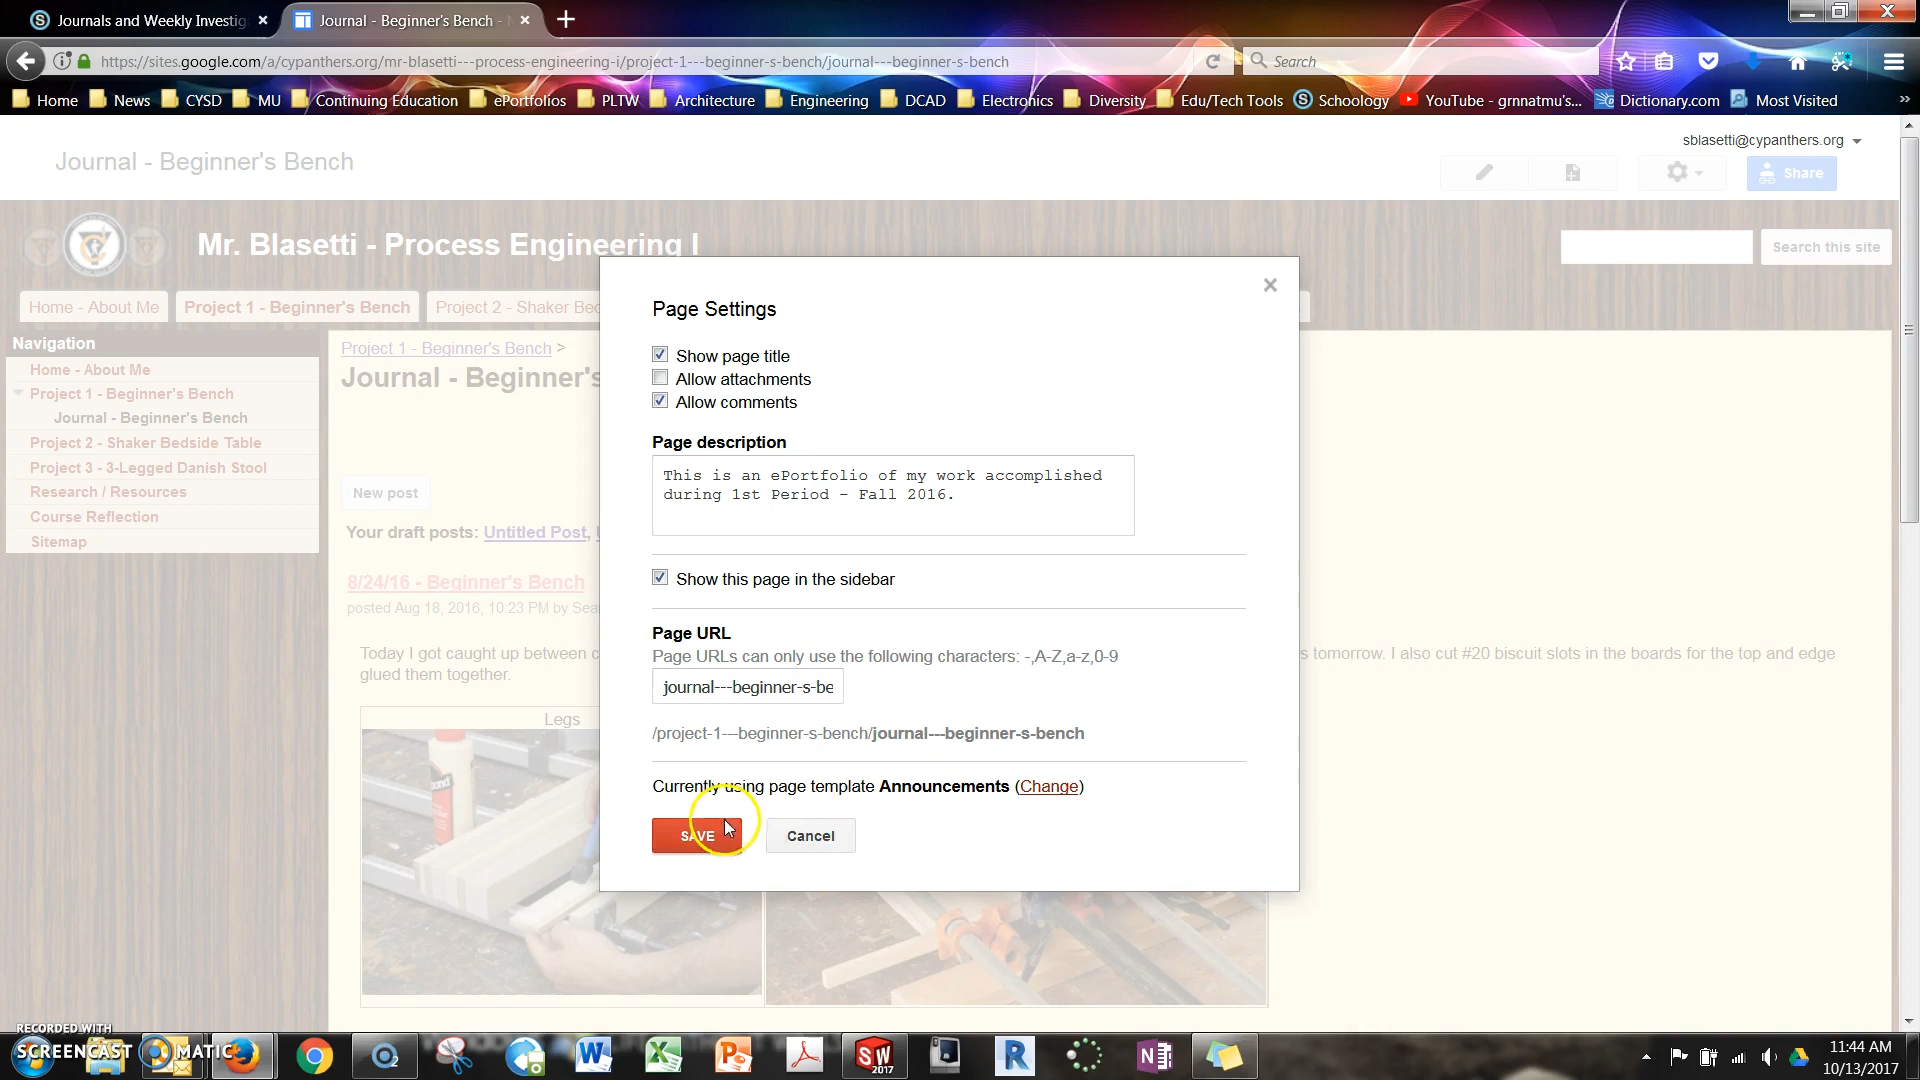 Journals and Weekly Investig
Journal - Beginner's Bench -
https://sites.google.com/a/cypanthers.org/mr-blasetti---process-engineering-i/project-1---beginner-s-bench/journal---beginner-s-bench
Search
Home News CYSD MU Continuing Education ePortfolios PLTW Architecture Engineering DCAD Electronics Diversity Edu/Tech Tools Schoology YouTube - grnnatmu's... Dictionary.com Most Visited
sblasetti@cypanthers.org
Journal - Beginner's Bench
Share
Mr. Blasetti - Process Engineering I
Search this site
Home - About Me Project 1 - Beginner's Bench Project 2 - Shaker Bed
Navigation
Home - About Me
Project 1 - Beginner's Bench
Journal - Beginner's Bench
Project 2 - Shaker Bedside Table
Project 3 - 3-Legged Danish Stool
Research / Resources
Course Reflection
Sitemap
Project 1 - Beginner's Bench >
Journal - Beginner's
New post
Your draft posts: Untitled Post,
8/24/16 - Beginner's Bench
posted Aug 18, 2016, 10:23 PM by Sea
Today I got caught up between
s tomorrow. I also cut #20 biscuit slots in the boards for the top and edge
glued them together.
Legs
Page Settings
Show page title
Allow attachments
Allow comments
Page description
This is an ePortfolio of my work accomplished
during 1st Period - Fall 2016.
Show this page in the sidebar
Page URL
Page URLs can only use the following characters: -,A-Z,a-z,0-9
journal---beginner-s-be
/project-1---beginner-s-bench/journal---beginner-s-bench
Currently using page template Announcements (Change)
SAVE Cancel
RECORDED WITH
SCREENCAST MATIC
11:44 AM
10/13/2017